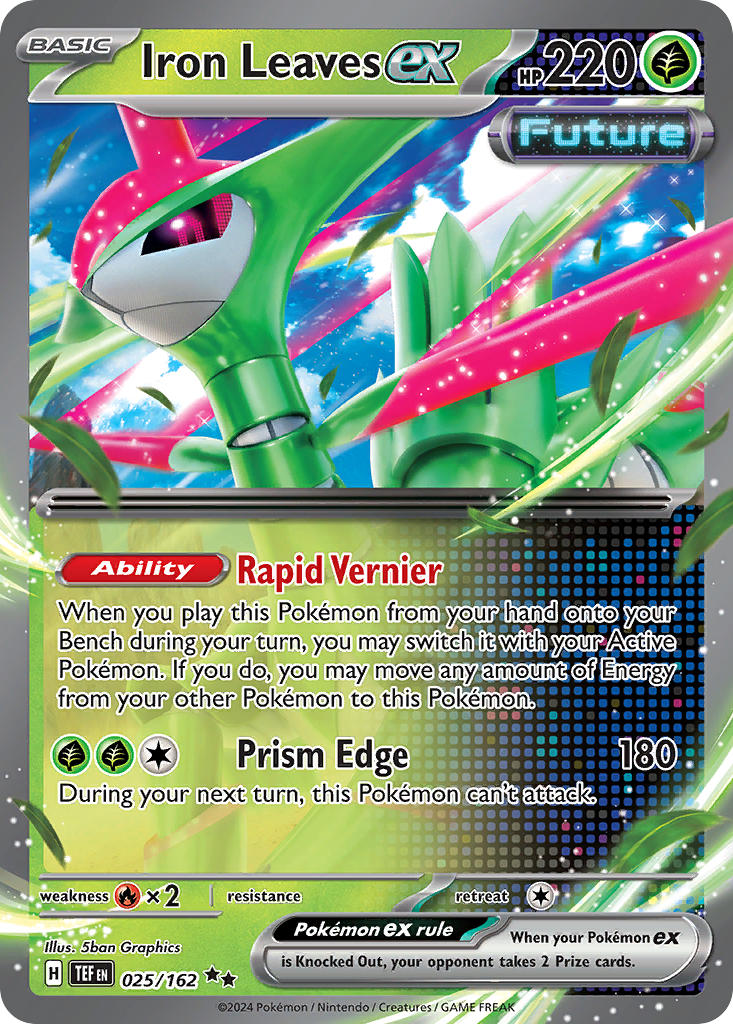 BASIC Iron Leaves ex HP 220
Future
Ability Rapid Vernier
When you play this Pokémon from your hand onto your
Bench during your turn, you may switch it with your Active
Pokémon. If you do, you may move any amount of Energy
from your other Pokémon to this Pokémon.
Prism Edge 180
During your next turn, this Pokémon can't attack.
weakness ×2 resistance retreat
Illus. 5ban Graphics
Pokémon ex rule When your Pokémon ex
is Knocked Out, your opponent takes 2 Prize cards.
H TEF EN 025/162 ★★
©2024 Pokémon / Nintendo / Creatures / GAME FREAK